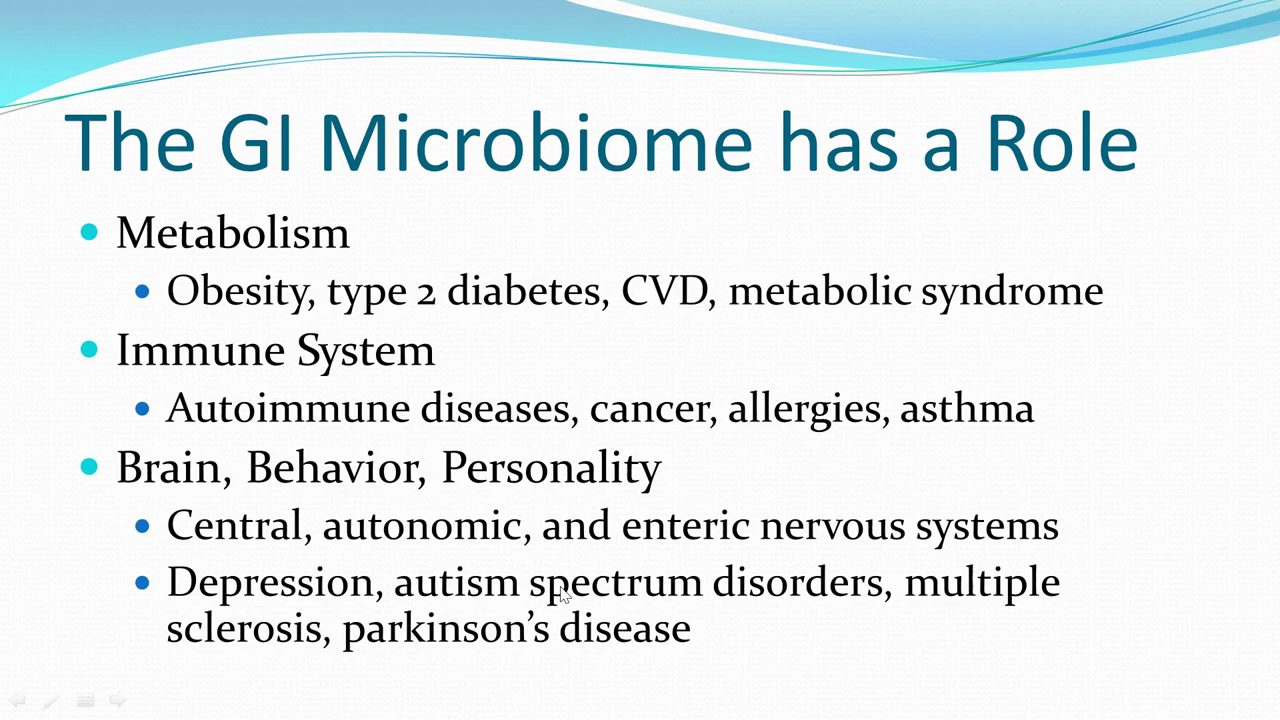 The GI Microbiome has a Role
• Metabolism
• Obesity, type 2 diabetes, CVD, metabolic syndrome
• Immune System
• Autoimmune diseases, cancer, allergies, asthma
• Brain, Behavior, Personality
• Central, autonomic, and enteric nervous systems
• Depression, autism spectrum disorders, multiple
sclerosis, parkinson’s disease